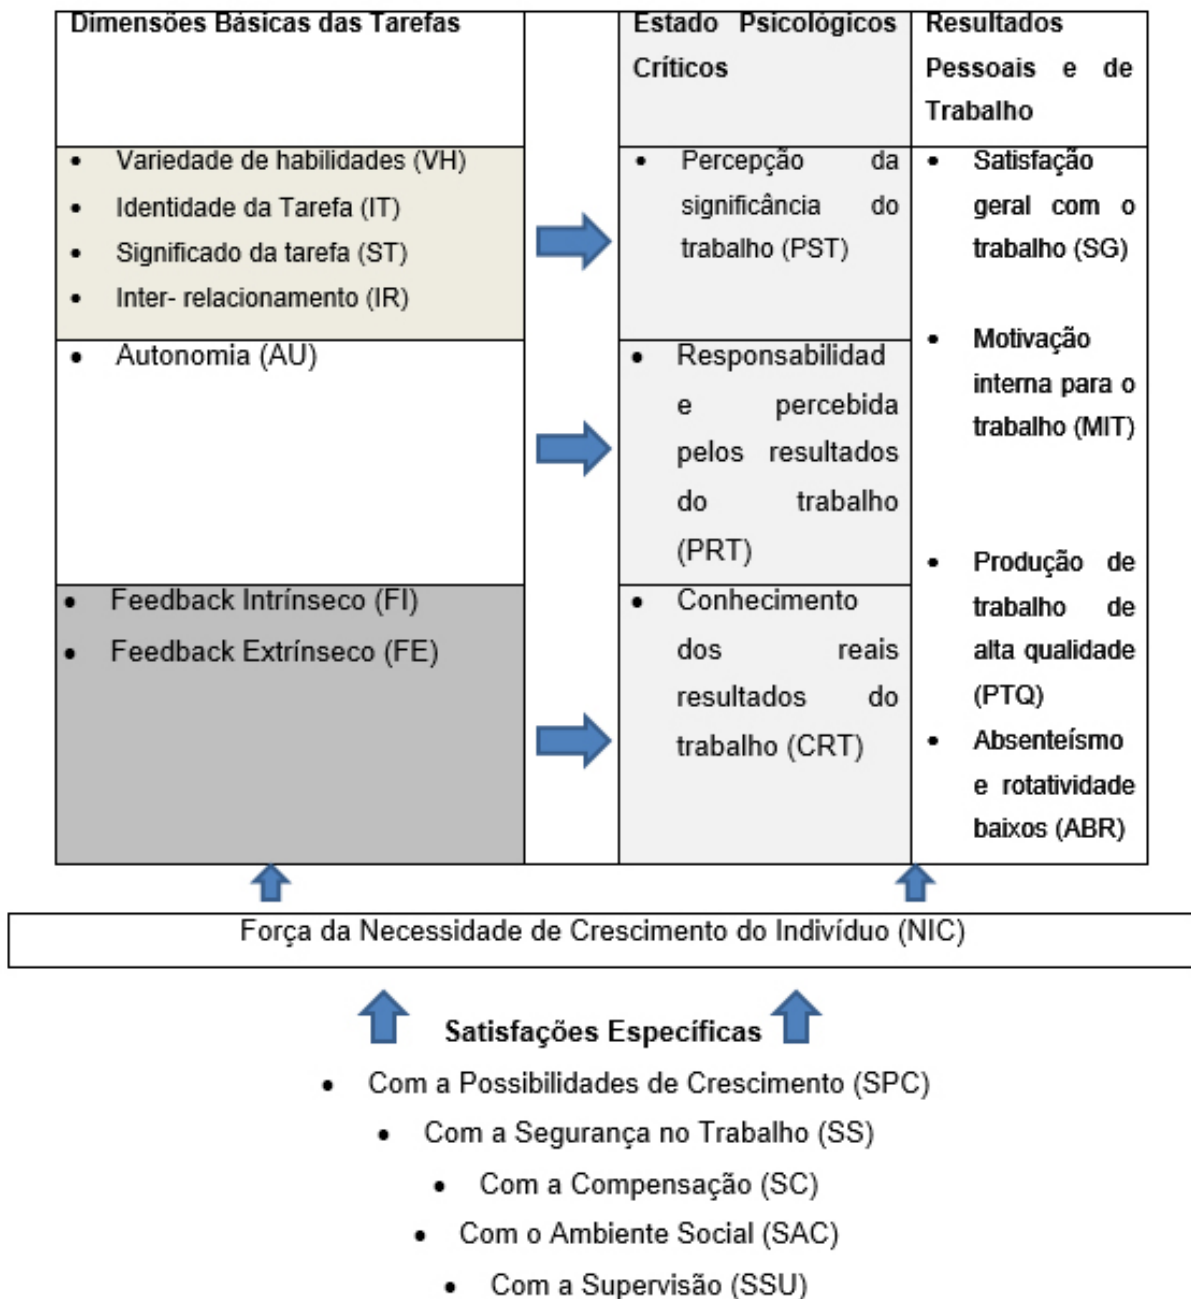 Dimensões Básicas das Tarefas
Estado Psicológicos
Críticos
Resultados
Pessoais e de
Trabalho
• Variedade de habilidades (VH)
• Identidade da Tarefa (IT)
• Significado da tarefa (ST)
• Inter- relacionamento (IR)
• Percepção da
significância do
trabalho (PST)
• Satisfação
geral com o
trabalho (SG)
• Motivação
interna para o
trabalho (MIT)
• Produção de
trabalho de
alta qualidade
(PTQ)
• Absenteísmo
e rotatividade
baixos (ABR)
• Autonomia (AU)
• Responsabilidad
e percebida
pelos resultados
do trabalho
(PRT)
• Feedback Intrínseco (FI)
• Feedback Extrínseco (FE)
• Conhecimento
dos reais
resultados do
trabalho (CRT)
Força da Necessidade de Crescimento do Indivíduo (NIC)
Satisfações Específicas
• Com a Possibilidades de Crescimento (SPC)
• Com a Segurança no Trabalho (SS)
• Com a Compensação (SC)
• Com o Ambiente Social (SAC)
• Com a Supervisão (SSU)